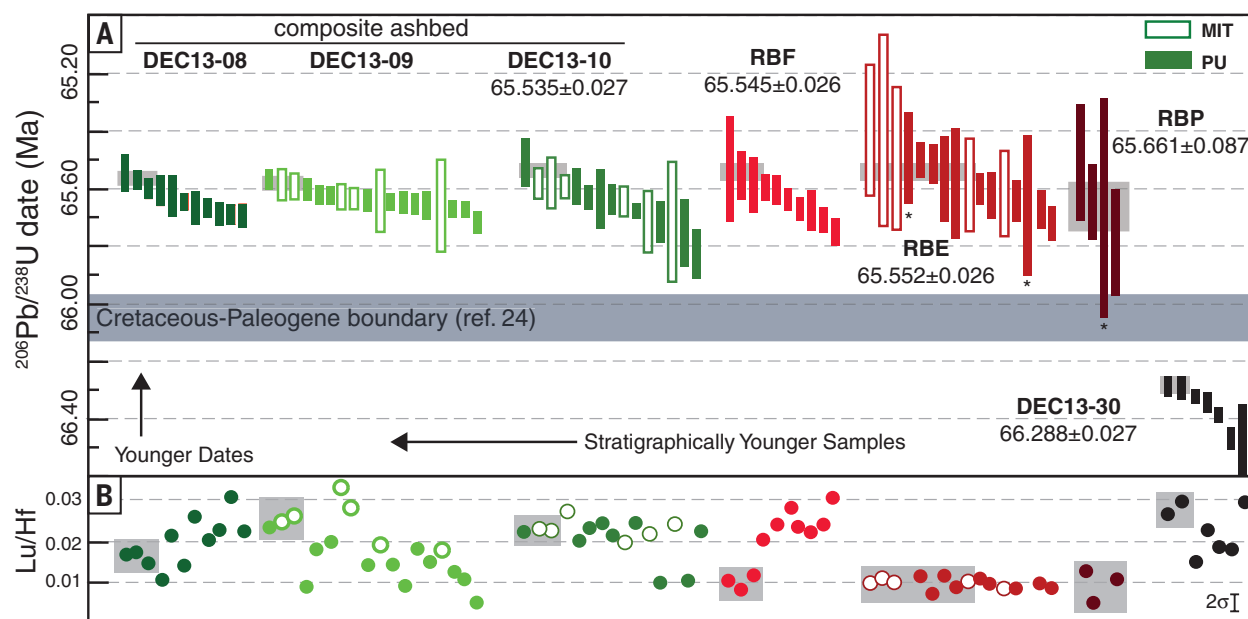 A
composite ashbed
DEC13-08
DEC13-09
DEC13-10
65.535±0.027
RBF
65.545±0.026
RBE
65.552±0.026
RBP
65.661±0.087
MIT
PU
206Pb/238U date (Ma)
65.20
65.60
66.00
66.40
*
*
*
Cretaceous-Paleogene boundary (ref. 24)
DEC13-30
66.288±0.027
Younger Dates
Stratigraphically Younger Samples
B
Lu/Hf
0.03
0.02
0.01
2σ